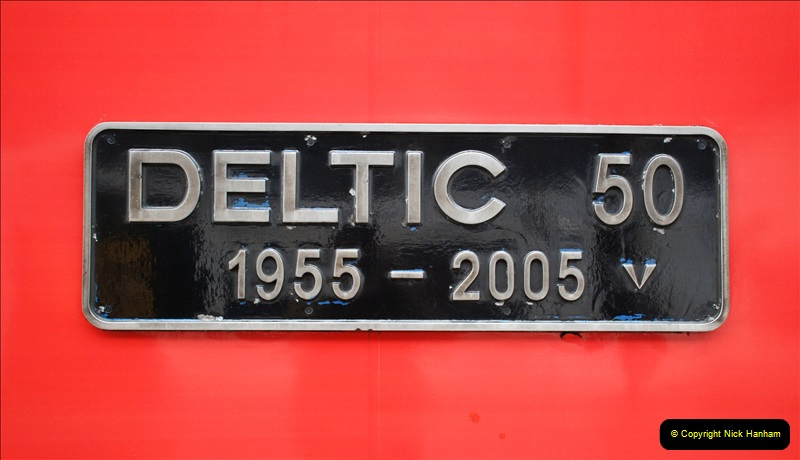 DELTIC 50
1955 – 2005 V
© Copyright Nick Hanham